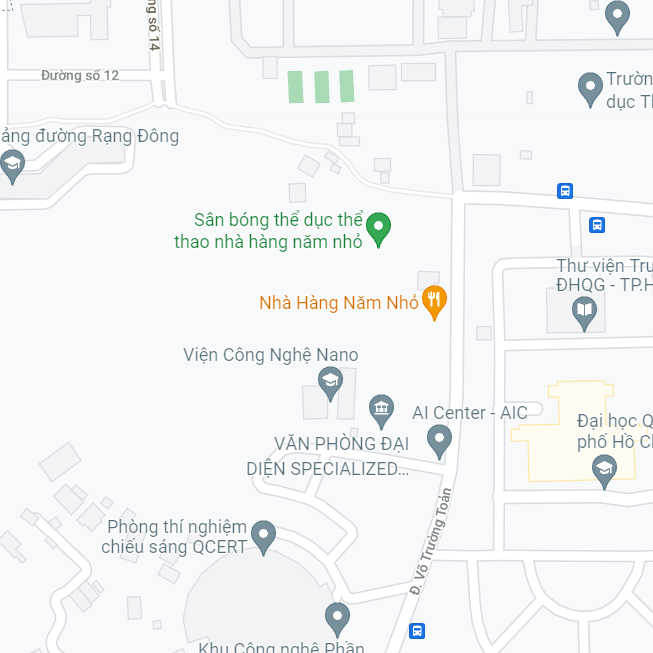 Đường số 12
ng số 14
ảng đường Rạng Đông
Trườn
dục Th
Sân bóng thể dục thể
thao nhà hàng năm nhỏ
Thư viện Tru
ĐHQG - TP.H
Nhà Hàng Năm Nhỏ
Viện Công Nghệ Nano
AI Center - AIC
VĂN PHÒNG ĐẠI
DIỆN SPECIALIZED...
Đại học Q
phố Hồ Ch
Phòng thí nghiệm
chiếu sáng QCERT
Đ. Võ Trường Toản
Khu Công nghệ Phần